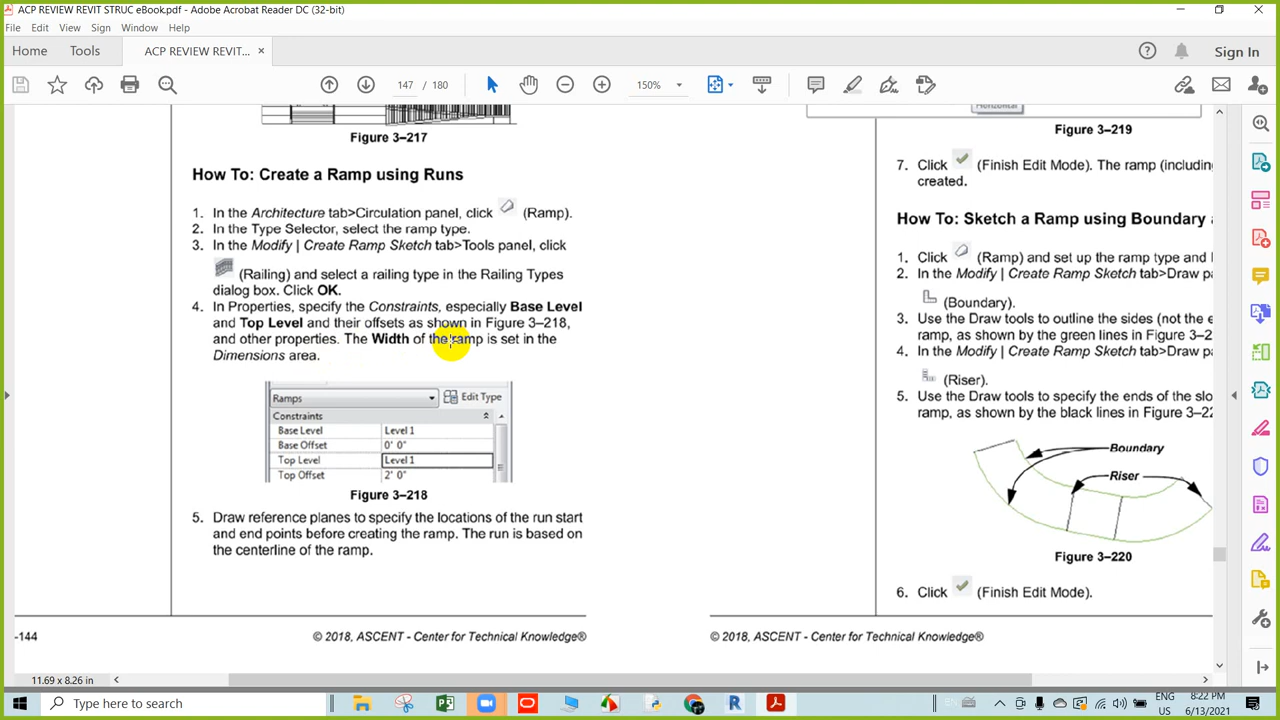 ACP REVIEW REVIT STRUC eBook.pdf - Adobe Acrobat Reader DC (32-bit)
File Edit View Sign Window Help
Home Tools ACP REVIEW REVIT... × Sign In
147 / 180 150%
Figure 3–217
How To: Create a Ramp using Runs
1. In the Architecture tab>Circulation panel, click (Ramp).
2. In the Type Selector, select the ramp type.
3. In the Modify | Create Ramp Sketch tab>Tools panel, click
(Railing) and select a railing type in the Railing Types
dialog box. Click OK.
4. In Properties, specify the Constraints, especially Base Level
and Top Level and their offsets as shown in Figure 3–218,
and other properties. The Width of the ramp is set in the
Dimensions area.
Ramps Edit Type
Constraints
Base Level Level 1
Base Offset 0' 0"
Top Level Level 1
Top Offset 2' 0"
Figure 3–218
5. Draw reference planes to specify the locations of the run start
and end points before creating the ramp. The run is based on
the centerline of the ramp.
-144 © 2018, ASCENT - Center for Technical Knowledge®
Horizontal
Figure 3–219
7. Click (Finish Edit Mode). The ramp (including
created.
How To: Sketch a Ramp using Boundary a
1. Click (Ramp) and set up the ramp type and
2. In the Modify | Create Ramp Sketch tab>Draw pa
(Boundary).
3. Use the Draw tools to outline the sides (not the e
ramp, as shown by the green lines in Figure 3–2
4. In the Modify | Create Ramp Sketch tab>Draw pa
(Riser).
5. Use the Draw tools to specify the ends of the slo
ramp, as shown by the black lines in Figure 3–22
Boundary
Riser
Figure 3–220
6. Click (Finish Edit Mode).
© 2018, ASCENT - Center for Technical Knowledge®
11.69 x 8.26 in
Type here to search
ENG
US
8:22 PM
6/13/2021